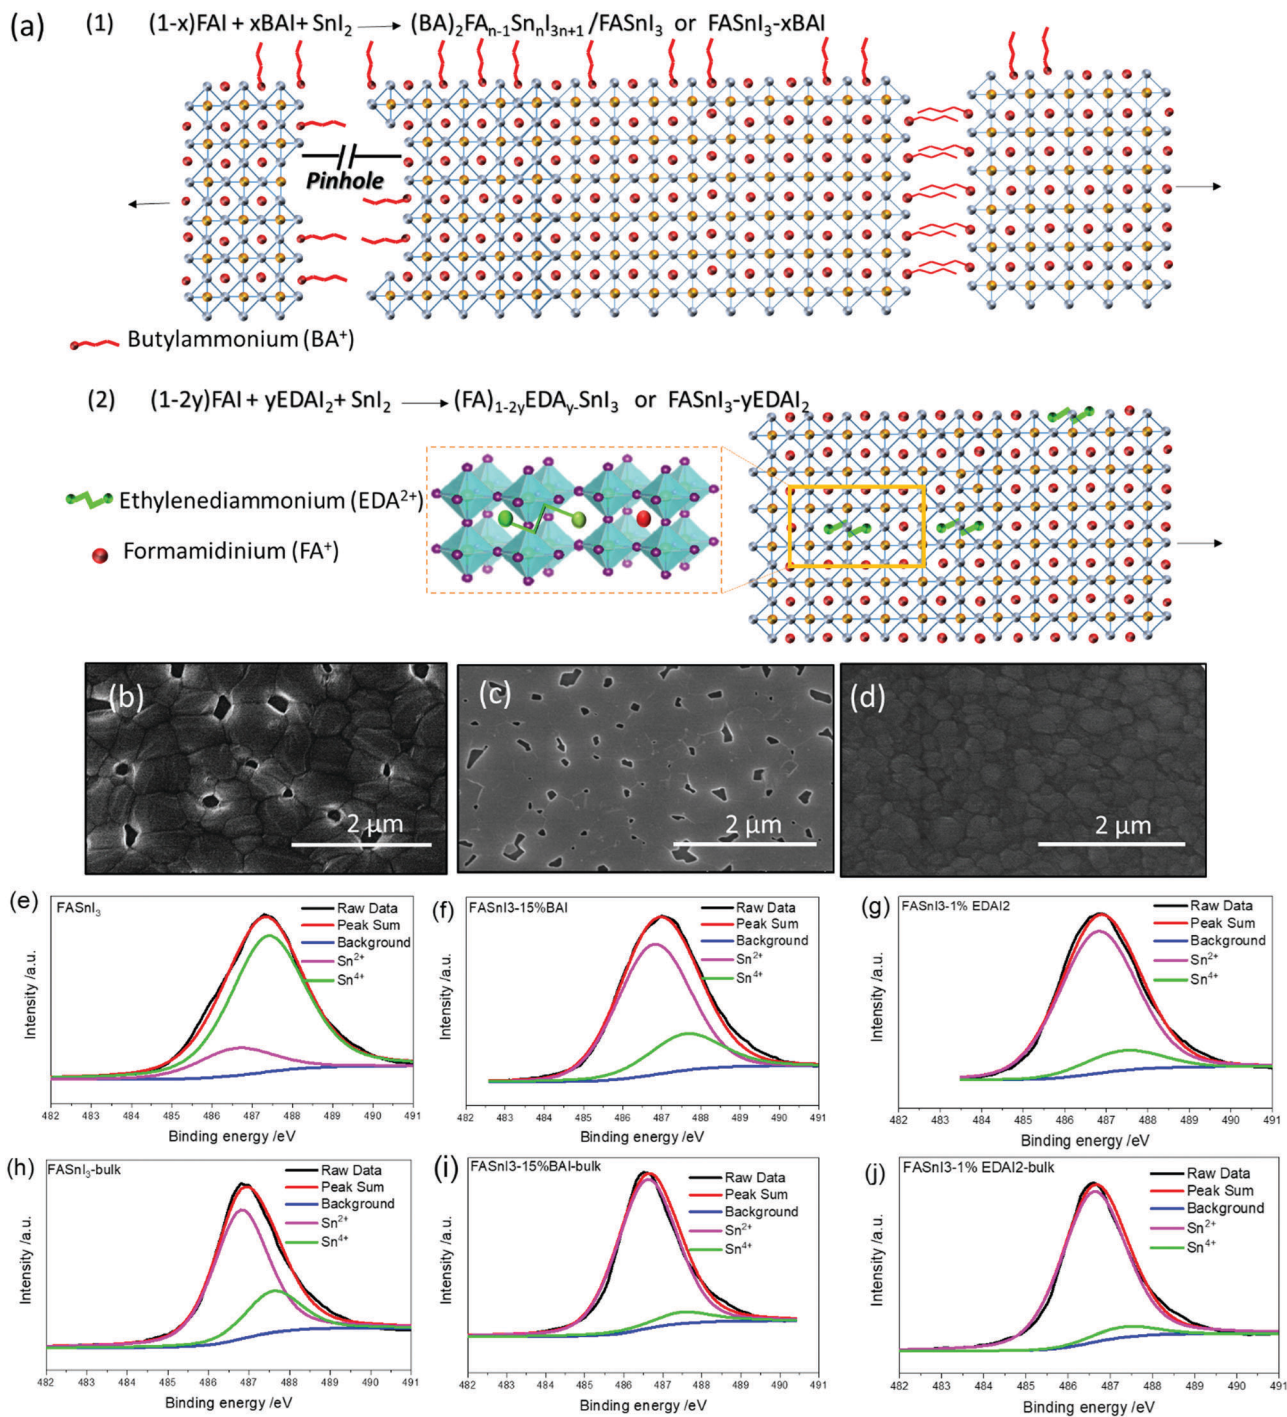 (a) (1) (1-x)FAI + xBAI+ SnI₂ → (BA)₂FAₙ₋₁SnₙI₃ₙ₊₁/FASnI₃ or FASnI₃-xBAI
Pinhole
Butylammonium (BA⁺)
(2) (1-2y)FAI + yEDAI₂+ SnI₂ → (FA)₁₋₂yEDAy-SnI₃ or FASnI₃-yEDAI₂
Ethylenediammonium (EDA²⁺)
Formamidinium (FA⁺)
(b) (c) (d)
2 μm 2 μm 2 μm
(e)
FASnI₃
Raw Data
Peak Sum
Background
Sn²⁺
Sn⁴⁺
Intensity /a.u.
482 483 484 485 486 487 488 489 490 491
Binding energy /eV
(f)
FASnI3-15%BAI
Raw Data
Peak Sum
Background
Sn²⁺
Sn⁴⁺
Intensity /a.u.
482 483 484 485 486 487 488 489 490 491
Binding energy /eV
(g)
FASnI3-1% EDAI2
Raw Data
Peak Sum
Background
Sn²⁺
Sn⁴⁺
Intensity /a.u.
482 483 484 485 486 487 488 489 490 491
Binding energy /eV
(h)
FASnI₃-bulk
Raw Data
Peak Sum
Background
Sn²⁺
Sn⁴⁺
Intensity /a.u.
482 483 484 485 486 487 488 489 490 491
Binding energy /eV
(i)
FASnI3-15%BAI-bulk
Raw Data
Peak Sum
Background
Sn²⁺
Sn⁴⁺
Intensity /a.u.
482 483 484 485 486 487 488 489 490 491
Binding energy /eV
(j)
FASnI3-1% EDAI2-bulk
Raw Data
Peak Sum
Background
Sn²⁺
Sn⁴⁺
Intensity /a.u.
482 483 484 485 486 487 488 489 490 491
Binding energy /eV